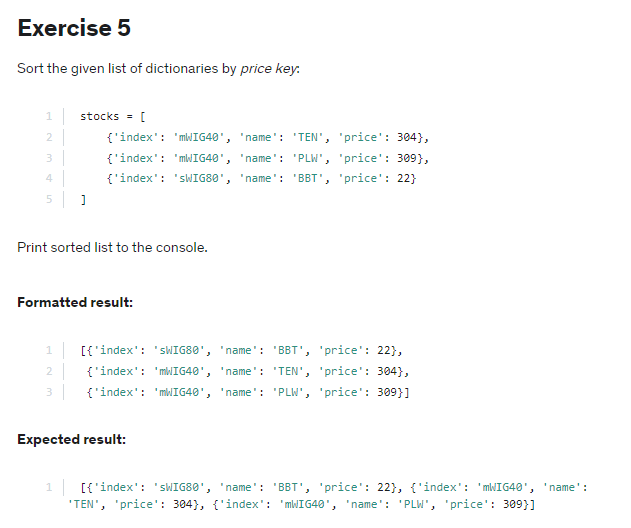 Exercise 5
Sort the given list of dictionaries by price key:
1 stocks = [
2 {'index': 'mWIG40', 'name': 'TEN', 'price': 304},
3 {'index': 'mWIG40', 'name': 'PLW', 'price': 309},
4 {'index': 'sWIG80', 'name': 'BBT', 'price': 22}
5 ]
Print sorted list to the console.
Formatted result:
1 [{'index': 'sWIG80', 'name': 'BBT', 'price': 22},
2 {'index': 'mWIG40', 'name': 'TEN', 'price': 304},
3 {'index': 'mWIG40', 'name': 'PLW', 'price': 309}]
Expected result:
1 [{'index': 'sWIG80', 'name': 'BBT', 'price': 22}, {'index': 'mWIG40', 'name':
'TEN', 'price': 304}, {'index': 'mWIG40', 'name': 'PLW', 'price': 309}]